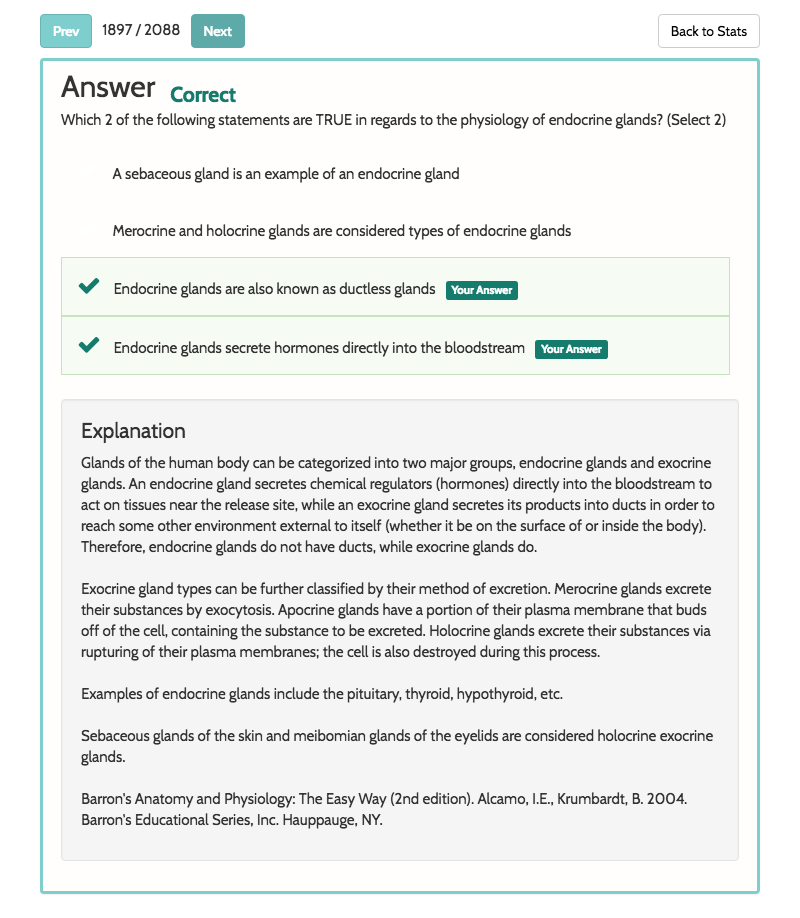 Prev 1897 / 2088 Next Back to Stats
Answer Correct
Which 2 of the following statements are TRUE in regards to the physiology of endocrine glands? (Select 2)
A sebaceous gland is an example of an endocrine gland
Merocrine and holocrine glands are considered types of endocrine glands
Endocrine glands are also known as ductless glands Your Answer
Endocrine glands secrete hormones directly into the bloodstream Your Answer
Explanation
Glands of the human body can be categorized into two major groups, endocrine glands and exocrine
glands. An endocrine gland secretes chemical regulators (hormones) directly into the bloodstream to
act on tissues near the release site, while an exocrine gland secretes its products into ducts in order to
reach some other environment external to itself (whether it be on the surface of or inside the body).
Therefore, endocrine glands do not have ducts, while exocrine glands do.
Exocrine gland types can be further classified by their method of excretion. Merocrine glands excrete
their substances by exocytosis. Apocrine glands have a portion of their plasma membrane that buds
off of the cell, containing the substance to be excreted. Holocrine glands excrete their substances via
rupturing of their plasma membranes; the cell is also destroyed during this process.
Examples of endocrine glands include the pituitary, thyroid, hypothyroid, etc.
Sebaceous glands of the skin and meibomian glands of the eyelids are considered holocrine exocrine
glands.
Barron's Anatomy and Physiology: The Easy Way (2nd edition). Alcamo, I.E., Krumbardt, B. 2004.
Barron's Educational Series, Inc. Hauppauge, NY.